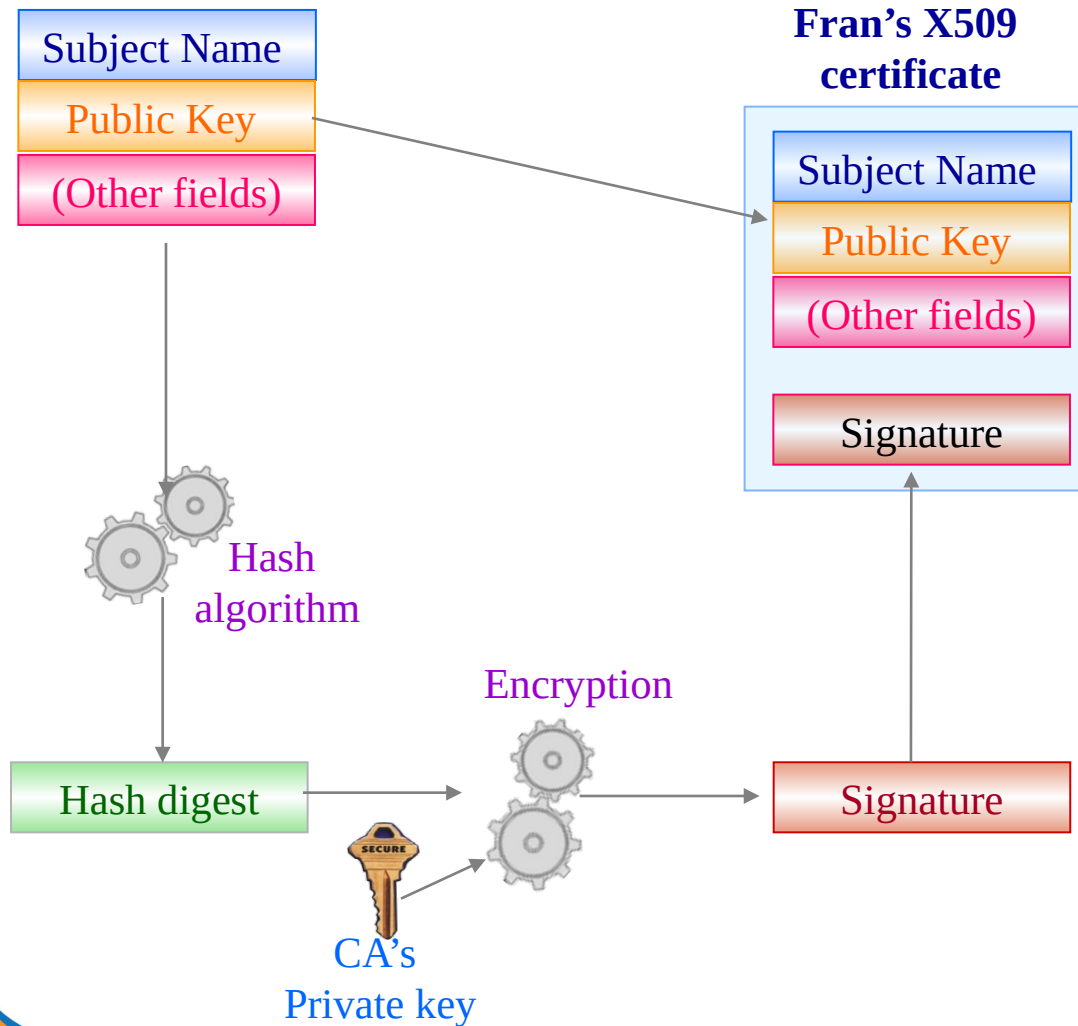 Subject Name
Public Key
(Other fields)
Fran’s X509
certificate
Subject Name
Public Key
(Other fields)
Signature
Hash
algorithm
Encryption
Hash digest
SECURE
CA’s
Private key
Signature